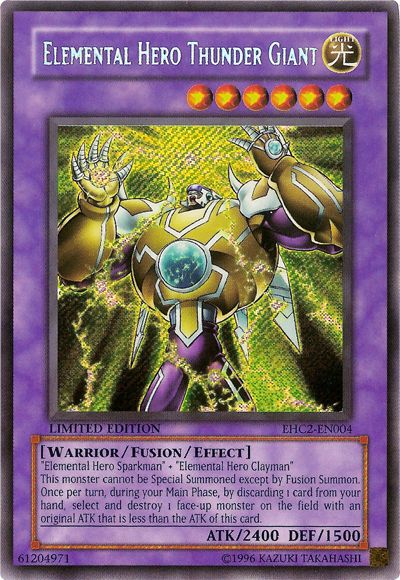 ELEMENTAL HERO THUNDER GIANT
LIGHT
光
LIMITED EDITION EHC2-EN004
[WARRIOR/FUSION/EFFECT]
"Elemental Hero Sparkman" + "Elemental Hero Clayman"
This monster cannot be Special Summoned except by Fusion Summon.
Once per turn, during your Main Phase, by discarding 1 card from your
hand, select and destroy 1 face-up monster on the field with an
original ATK that is less than the ATK of this card.
ATK/2400 DEF/1500
61204971 ©1996 KAZUKI TAKAHASHI